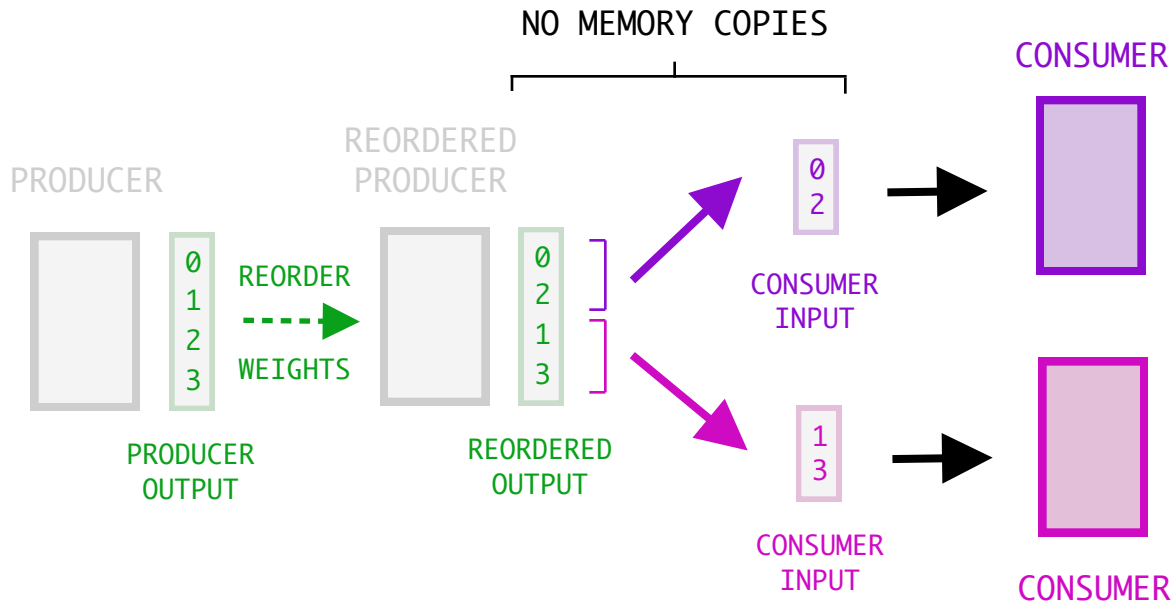 NO MEMORY COPIES
PRODUCER
0
1
2
3
PRODUCER
OUTPUT
REORDER
WEIGHTS
REORDERED
PRODUCER
0
2
1
3
REORDERED
OUTPUT
0
2
CONSUMER
INPUT
CONSUMER
1
3
CONSUMER
INPUT
CONSUMER